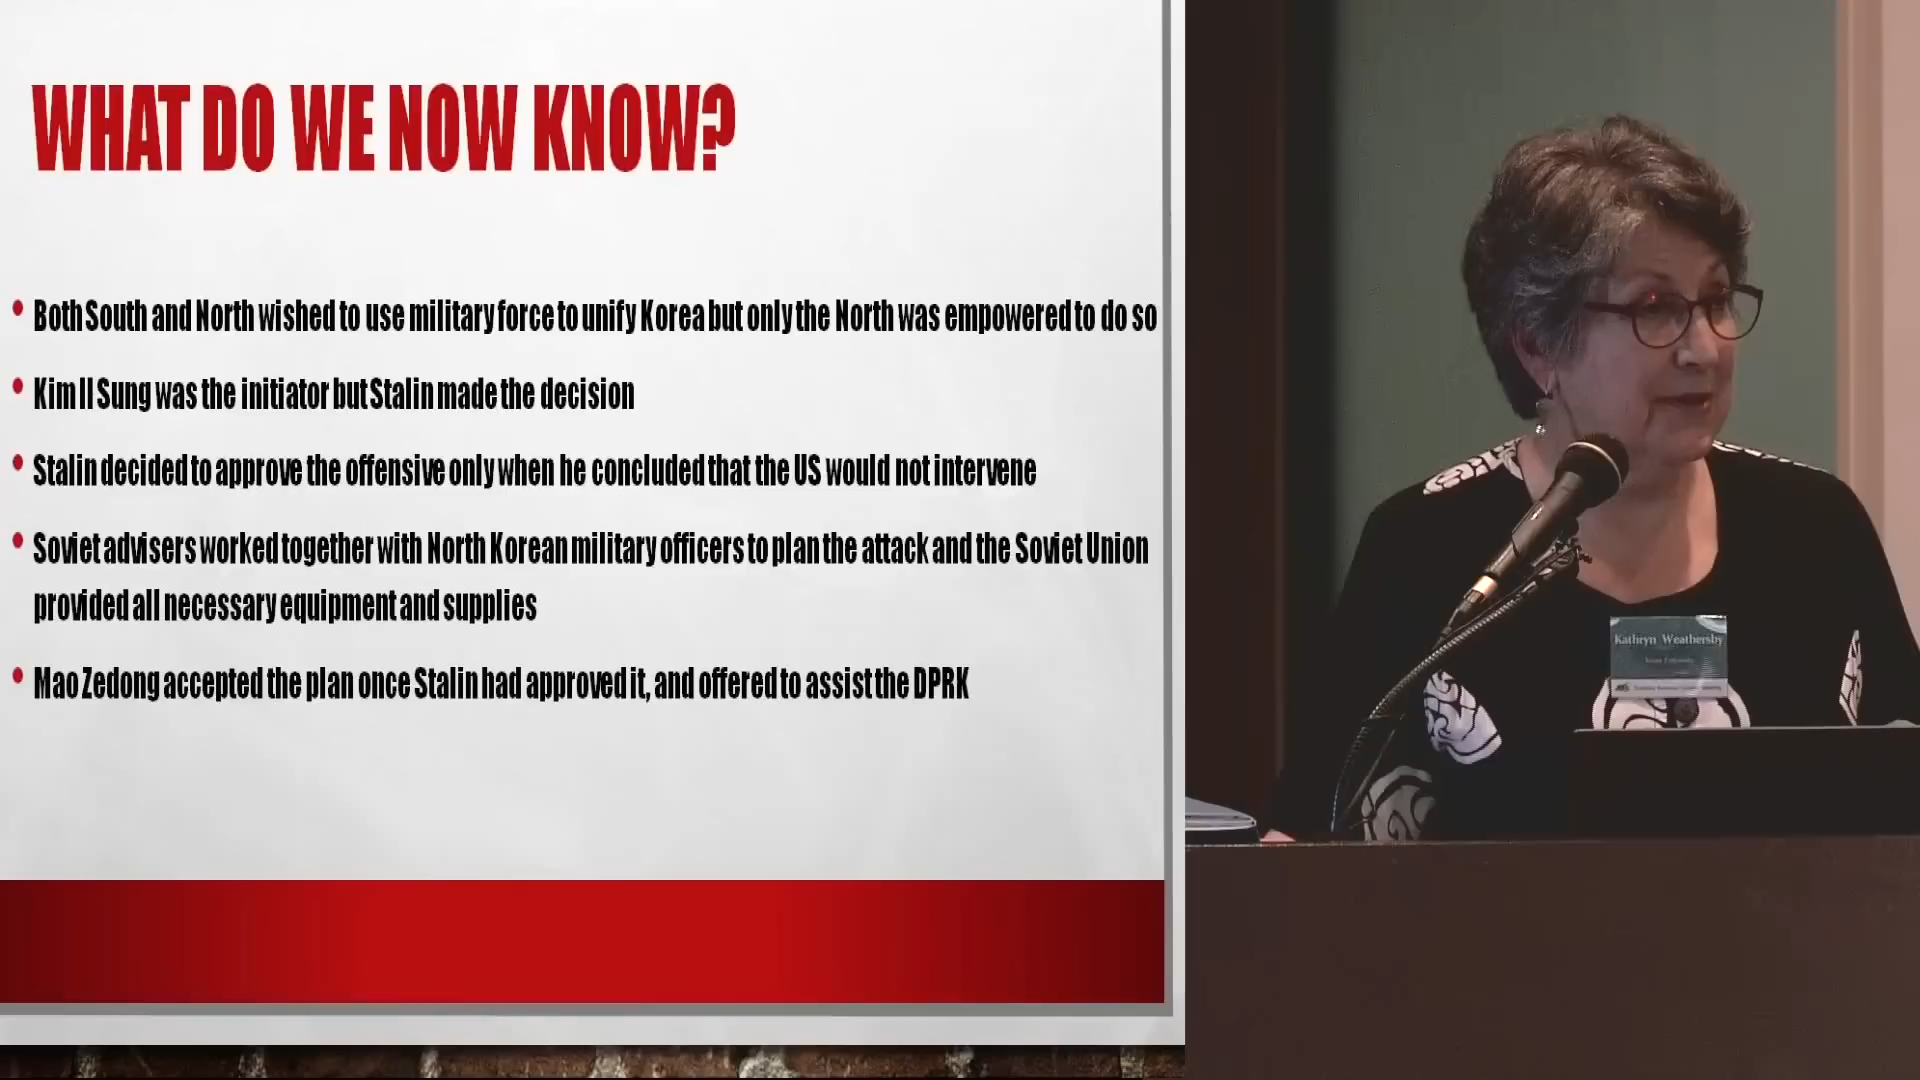 WHAT DO WE NOW KNOW?
• Both South and North wished to use military force to unify Korea but only the North was empowered to do so
• Kim Il Sung was the initiator but Stalin made the decision
• Stalin decided to approve the offensive only when he concluded that the US would not intervene
• Soviet advisers worked together with North Korean military officers to plan the attack and the Soviet Union
provided all necessary equipment and supplies
• Mao Zedong accepted the plan once Stalin had approved it, and offered to assist the DPRK
Kathryn Weathersby